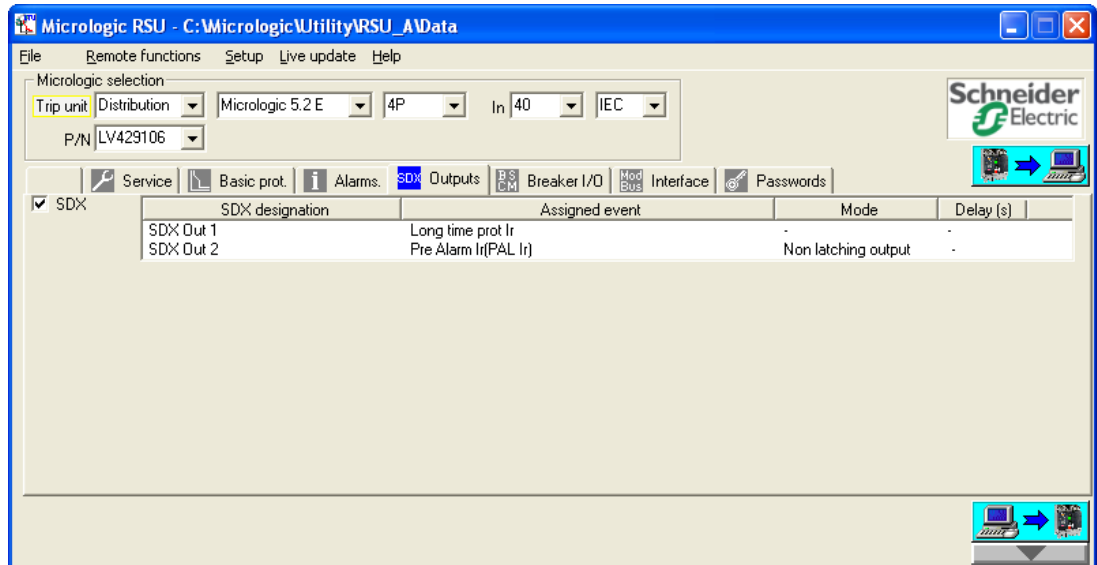 Micrologic RSU - C:\Micrologic\Utility\RSU_A\Data
File Remote functions Setup Live update Help
Micrologic selection
Trip unit Distribution Micrologic 5.2 E 4P In 40 IEC
P/N LV429106
Schneider
Electric
Service Basic prot. i Alarms. SDX Outputs BS CM Breaker I/O Mod Bus Interface Passwords
SDX SDX designation Assigned event Mode Delay (s)
SDX Out 1 Long time prot Ir - -
SDX Out 2 Pre Alarm Ir(PAL Ir) Non latching output -